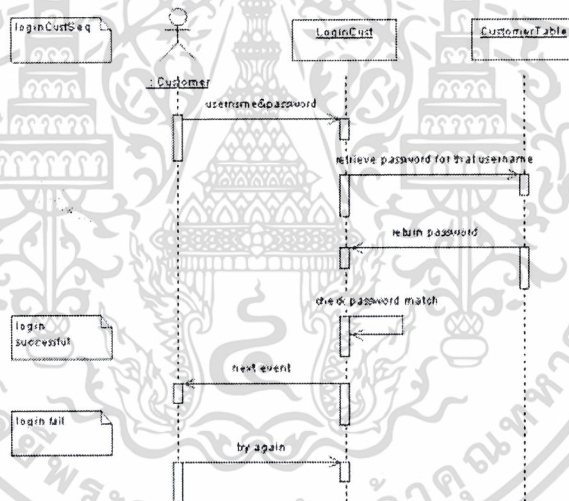 loginCustSeq
LoginCust
CustomerTable
: Customer
username&password
retrieve password for that username
return password
check password match
login
successful
next event
login fail
try again